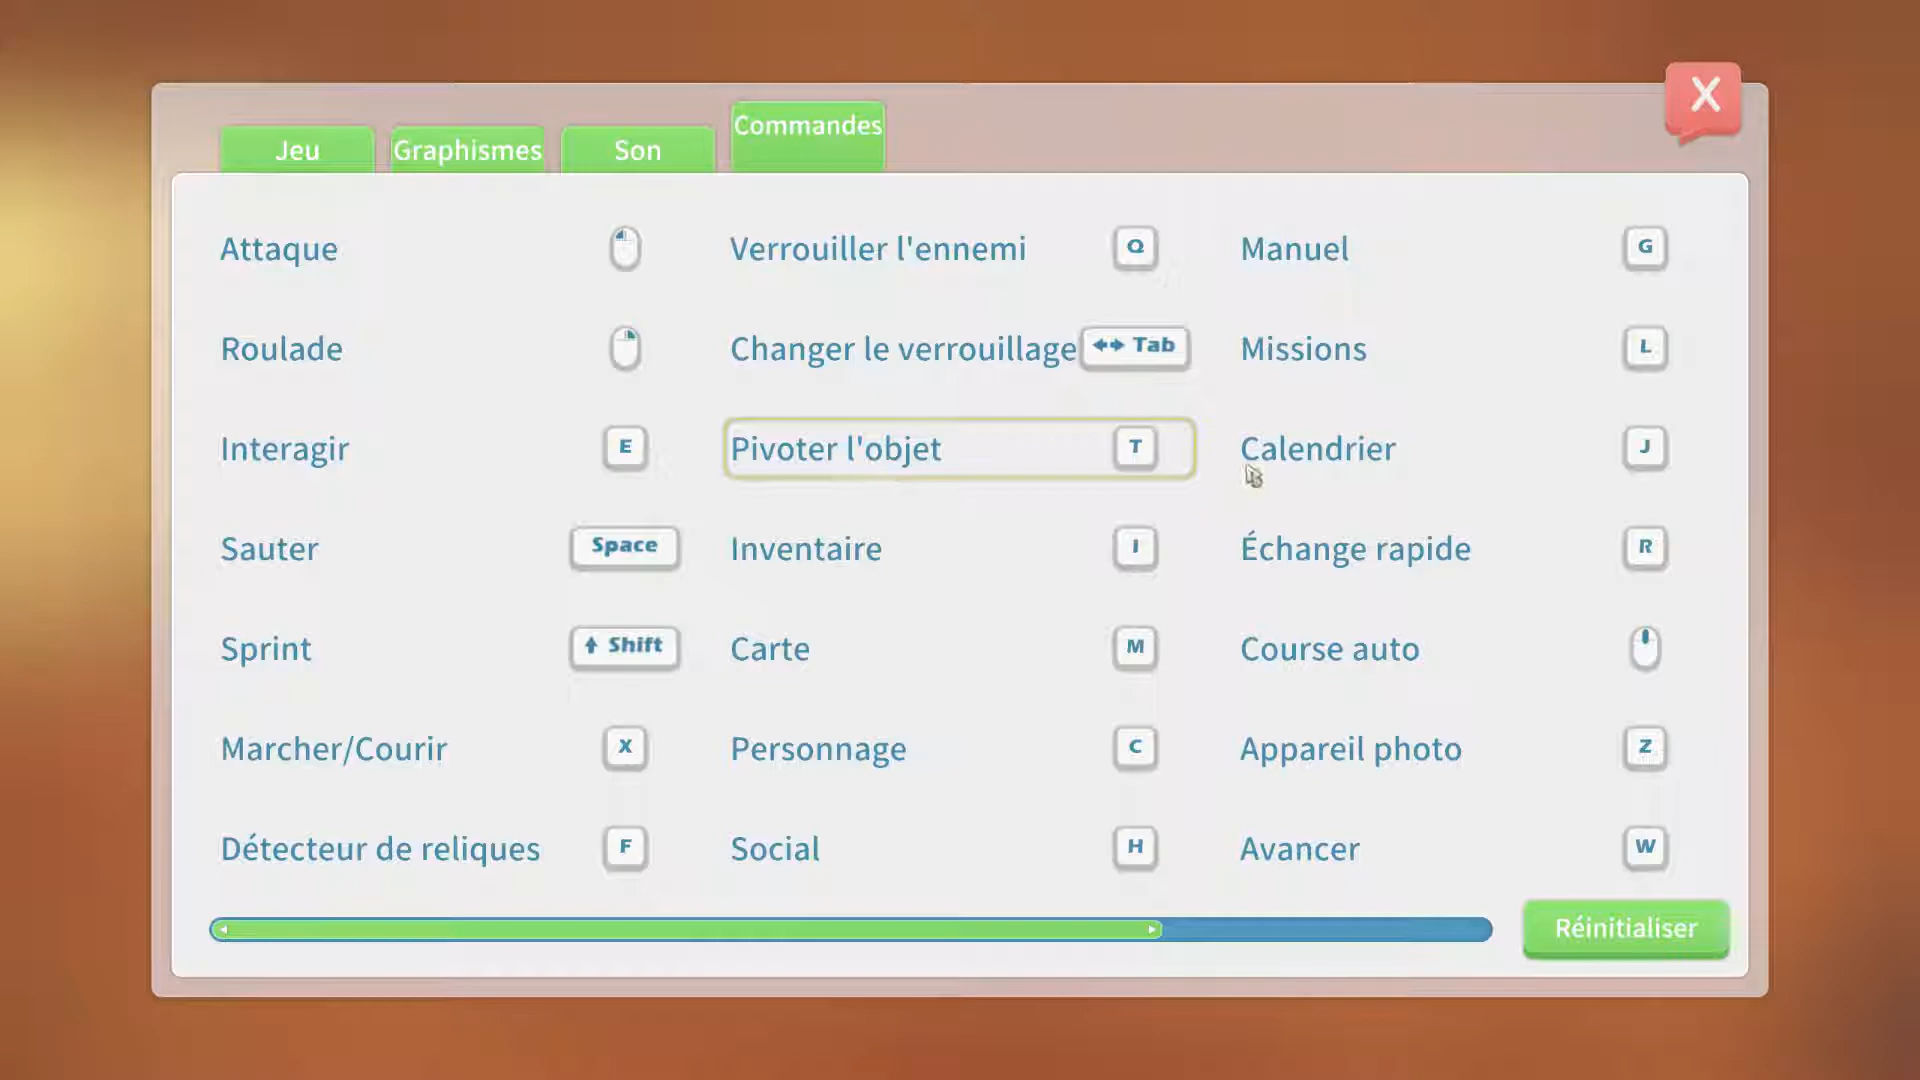 Jeu
Graphismes
Son
Commandes
X
Attaque
Verrouiller l'ennemi Q
Manuel G
Roulade
Changer le verrouillage Tab
Missions L
Interagir E
Pivoter l'objet T
Calendrier J
Sauter Space
Inventaire I
Échange rapide R
Sprint Shift
Carte M
Course auto
Marcher/Courir X
Personnage C
Appareil photo Z
Détecteur de reliques F
Social H
Avancer W
Réinitialiser